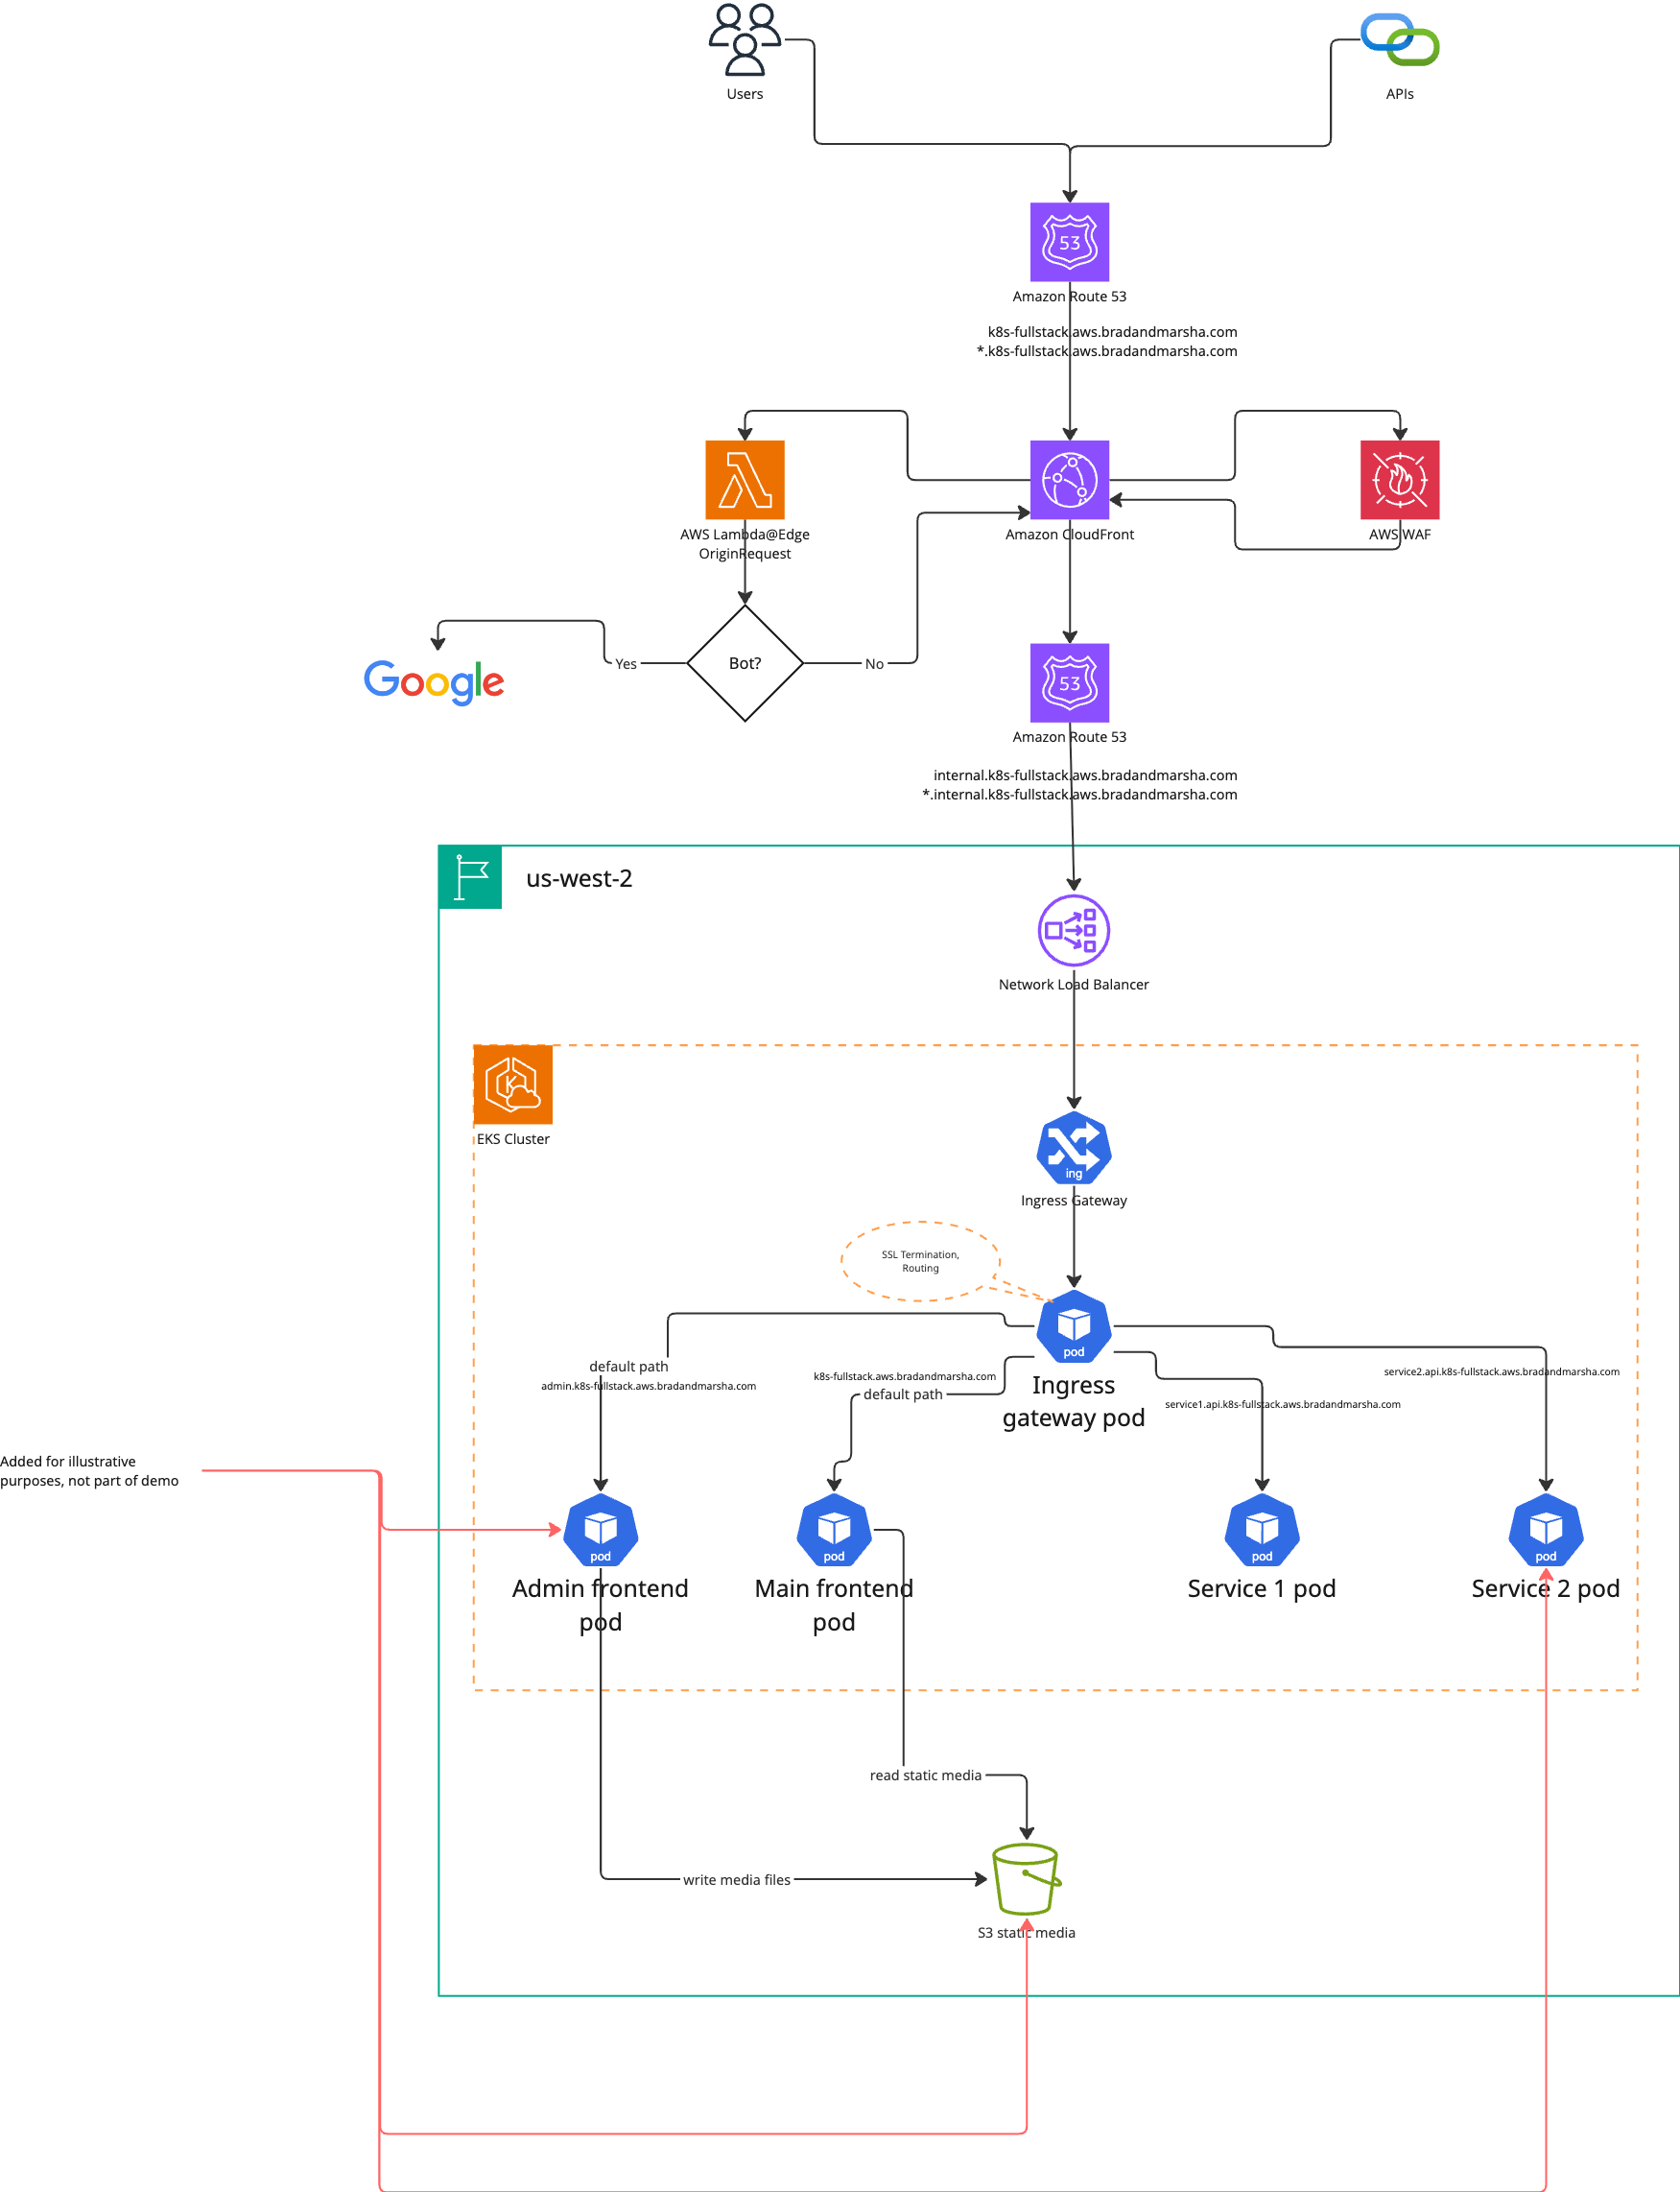 Users
APIs
53
Amazon Route 53
k8s-fullstack.aws.bradandmarsha.com
*.k8s-fullstack.aws.bradandmarsha.com
AWS Lambda@Edge
OriginRequest
Amazon CloudFront
AWS WAF
Bot?
Yes
No
Google
53
Amazon Route 53
internal.k8s-fullstack.aws.bradandmarsha.com
*.internal.k8s-fullstack.aws.bradandmarsha.com
us-west-2
Network Load Balancer
K
EKS Cluster
ing
Ingress Gateway
SSL Termination,
Routing
pod
Ingress
gateway pod
default path
admin.k8s-fullstack.aws.bradandmarsha.com
k8s-fullstack.aws.bradandmarsha.com
default path
service1.api.k8s-fullstack.aws.bradandmarsha.com
service2.api.k8s-fullstack.aws.bradandmarsha.com
Added for illustrative
purposes, not part of demo
pod
Admin frontend
pod
pod
Main frontend
pod
pod
Service 1 pod
pod
Service 2 pod
read static media
write media files
S3 static media